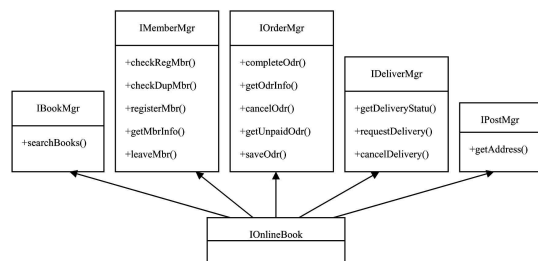 IBookMgr
+searchBooks()
IMemberMgr
+checkRegMbr()
+checkDupMbr()
+registerMbr()
+getMbrInfo()
+leaveMbr()
IOrderMgr
+completeOdr()
+getOdrInfo()
+cancelOdr()
+getUnpaidOdr()
+saveOdr()
IDeliverMgr
+getDeliveryStatu()
+requestDelivery()
+cancelDelivery()
IPostMgr
+getAddress()
IOnlineBook